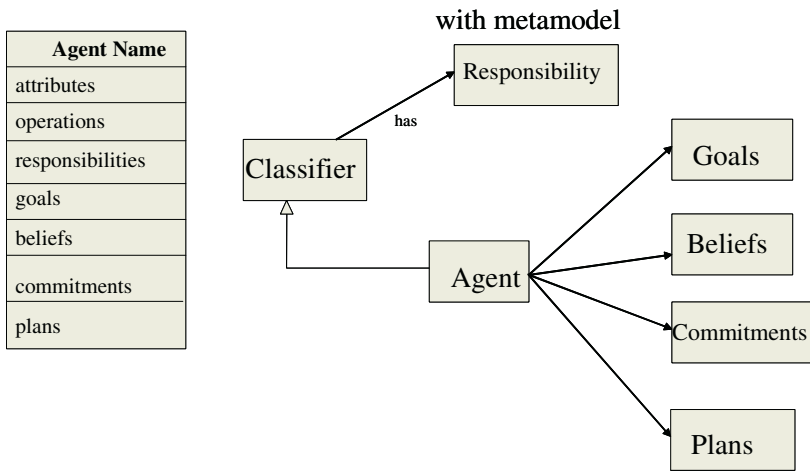 with metamodel
Agent Name
attributes
operations
responsibilities
goals
beliefs
commitments
plans
Responsibility
has
Classifier
Agent
Goals
Beliefs
Commitments
Plans